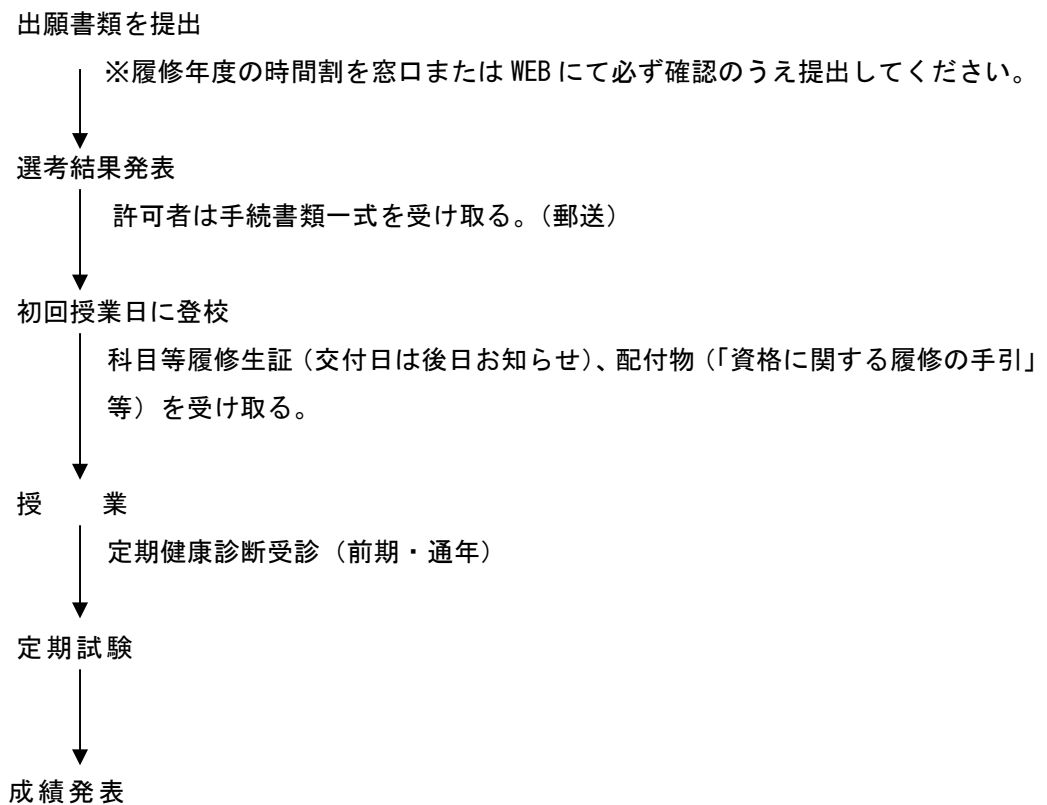 出願書類を提出
※履修年度の時間割を窓口または WEB にて必ず確認のうえ提出してください。
選考結果発表
許可者は手続書類一式を受け取る。（郵送）
初回授業日に登校
科目等履修生証（交付日は後日お知らせ）、配付物（「資格に関する履修の手引」
等）を受け取る。
授　　業
定期健康診断受診（前期・通年）
定期試験
成績発表